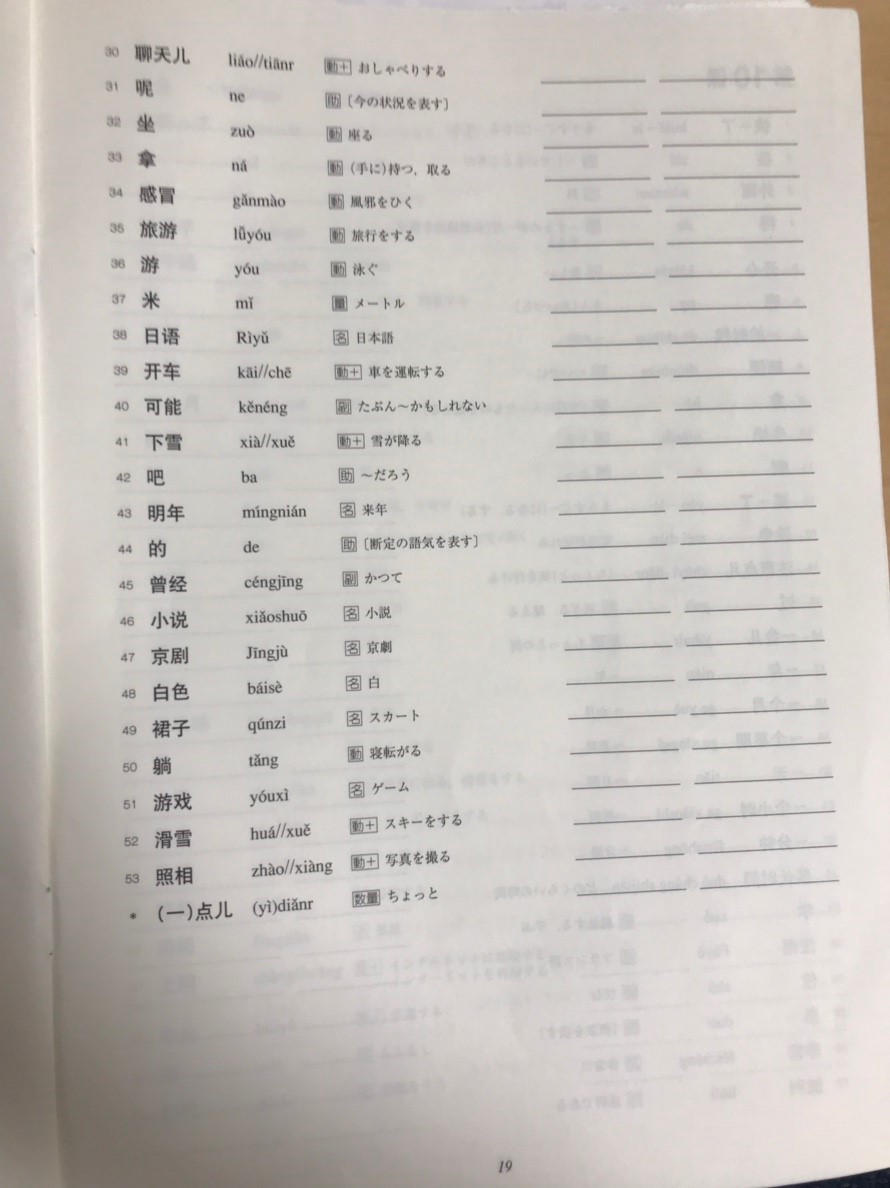 30 聊天儿 liáo//tiānr 動＋ おしゃべりする
31 呢 ne 助 〔今の状況を表す〕
32 坐 zuò 動 座る
33 拿 ná 動 (手に)持つ、取る
34 感冒 gǎnmào 動 風邪をひく
35 旅游 lǚyóu 動 旅行をする
36 游 yóu 動 泳ぐ
37 米 mǐ 量 メートル
38 日语 Rìyǔ 名 日本語
39 开车 kāi//chē 動＋ 車を運転する
40 可能 kěnéng 副 たぶん～かもしれない
41 下雪 xià//xuě 動＋ 雪が降る
42 吧 ba 助 ～だろう
43 明年 míngnián 名 来年
44 的 de 助 〔断定の語気を表す〕
45 曾经 céngjīng 副 かつて
46 小说 xiǎoshuō 名 小説
47 京剧 Jīngjù 名 京劇
48 白色 báisè 名 白
49 裙子 qúnzi 名 スカート
50 躺 tǎng 動 寝転がる
51 游戏 yóuxì 名 ゲーム
52 滑雪 huá//xuě 動＋ スキーをする
53 照相 zhào//xiàng 動＋ 写真を撮る
* (一)点儿 (yì)diǎnr 数量 ちょっと
19